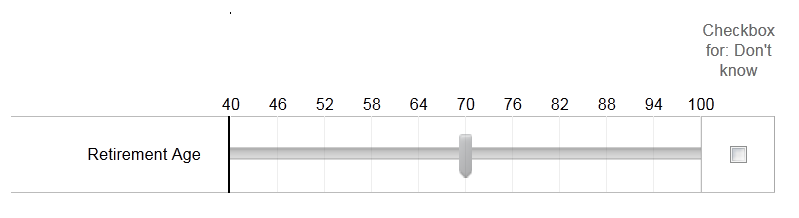 Checkbox
for: Don't
know
40 46 52 58 64 70 76 82 88 94 100
Retirement Age